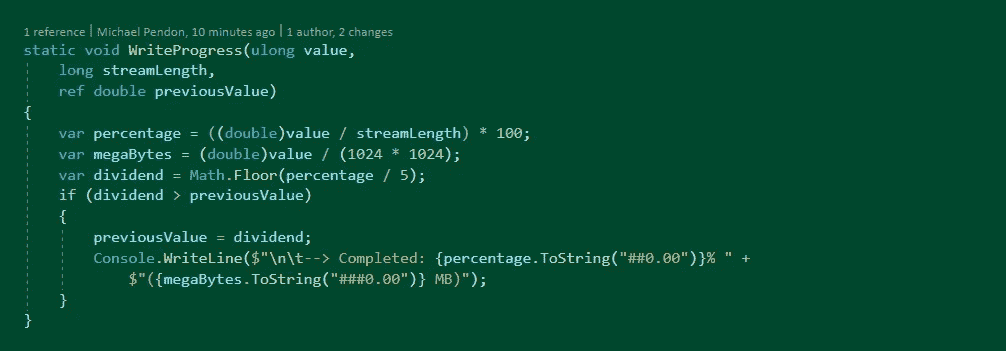 1 reference | Michael Pendon, 10 minutes ago | 1 author, 2 changes
static void WriteProgress(ulong value,
    long streamLength,
    ref double previousValue)
{
    var percentage = ((double)value / streamLength) * 100;
    var megaBytes = (double)value / (1024 * 1024);
    var dividend = Math.Floor(percentage / 5);
    if (dividend > previousValue)
    {
        previousValue = dividend;
        Console.WriteLine($"\n\t--> Completed: {percentage.ToString("##0.00")}% " +
            $"({megaBytes.ToString("###0.00")} MB)");
    }
}